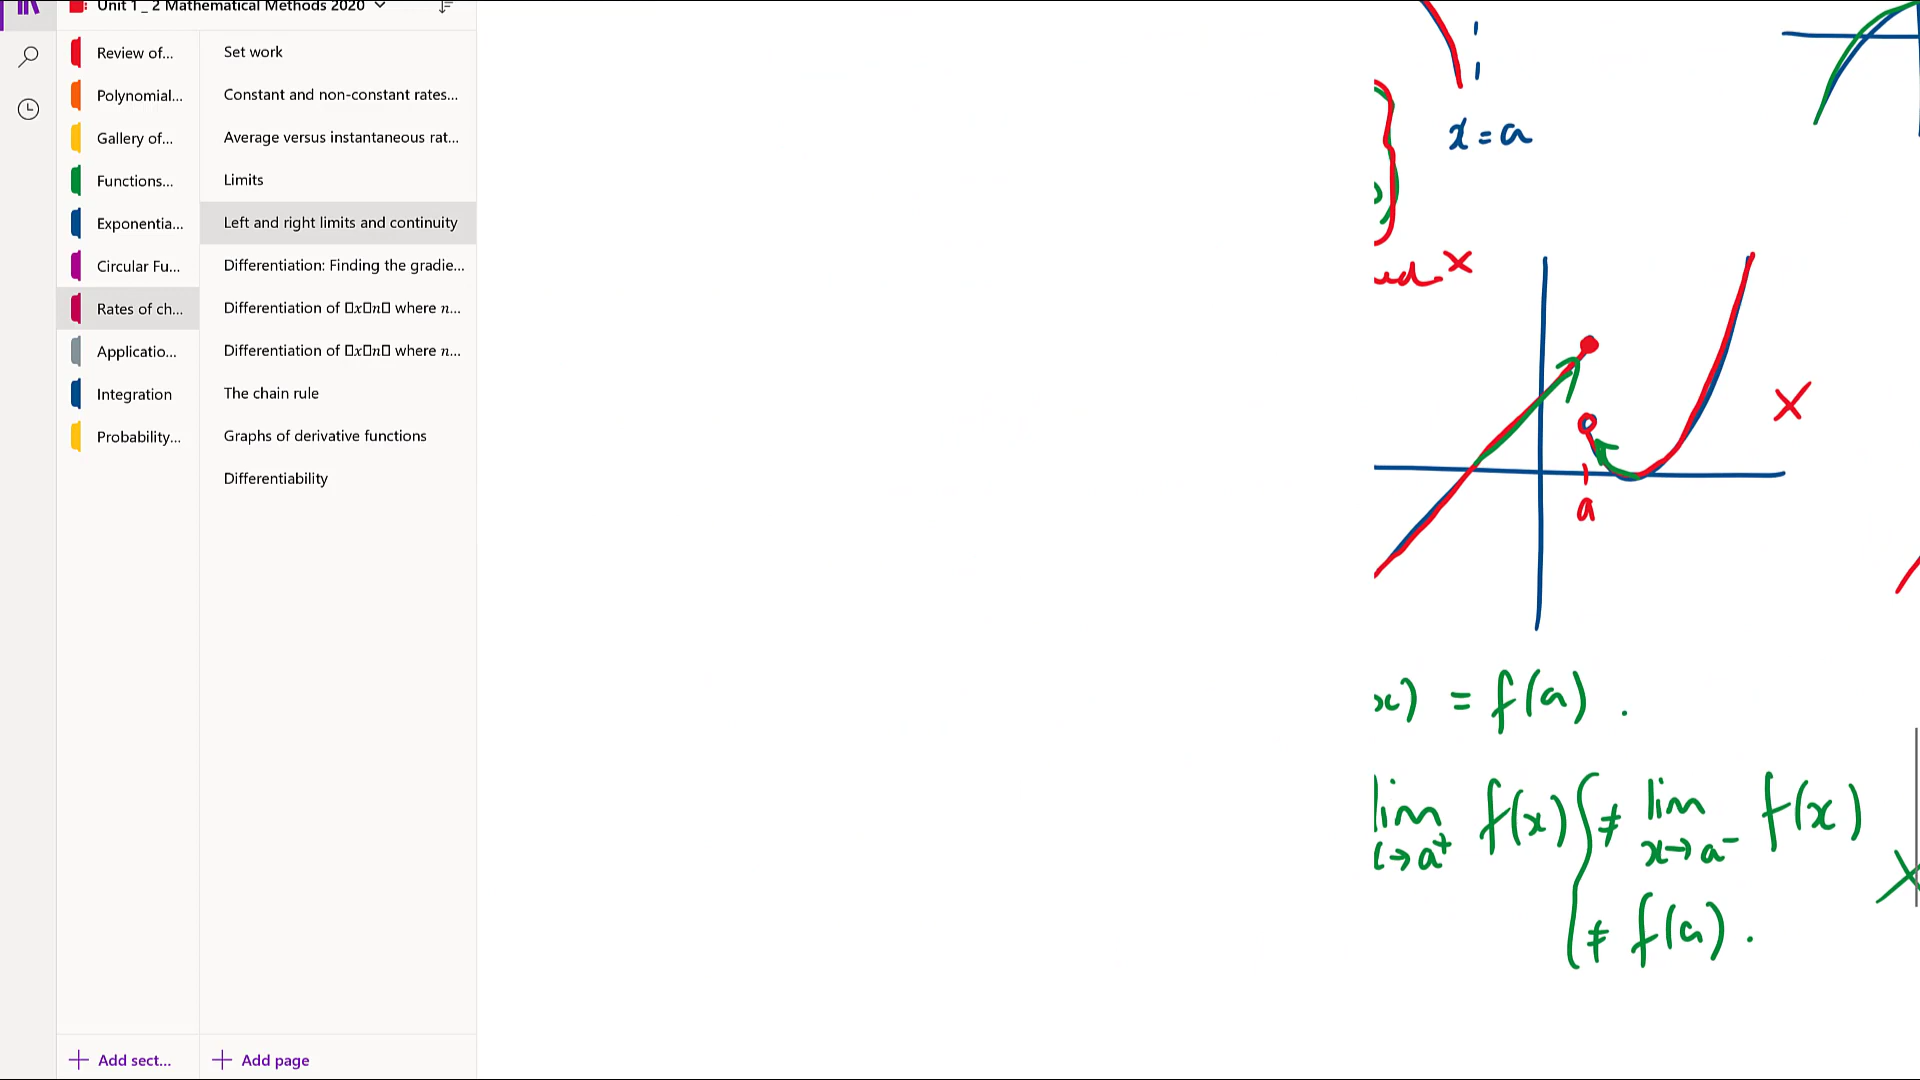 Unit 1 _ 2 Mathematical Methods 2020
Review of...
Polynomial...
Gallery of...
Functions...
Exponentia...
Circular Fu...
Rates of ch...
Applicatio...
Integration
Probability...
Add sect...
Set work
Constant and non-constant rates...
Average versus instantaneous rat...
Limits
Left and right limits and continuity
Differentiation: Finding the gradie...
Differentiation of 𝑥𝑛 where 𝑛...
Differentiation of 𝑥𝑛 where 𝑛...
The chain rule
Graphs of derivative functions
Differentiability
Add page
x = a
ed. X
X
a
x) = f(a) .
lim f(x) { ≠ lim f(x)
x→a⁺ x→a⁻
≠ f(a) .
X